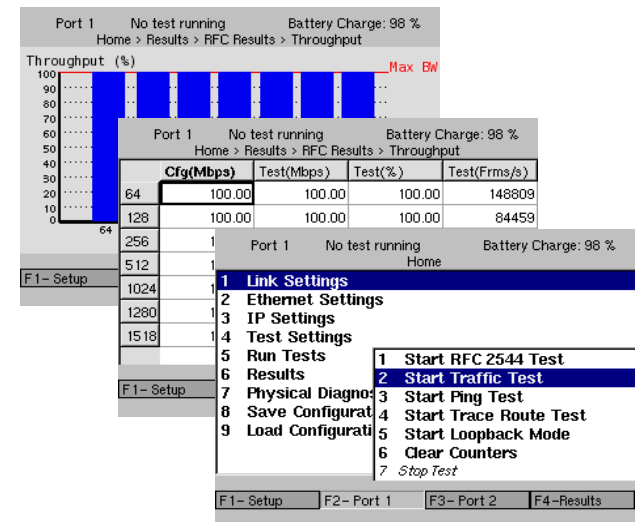 Port 1 No test running Battery Charge: 98 %
Home > Results > RFC Results > Throughput
Throughput (%)
Max BW
100
90
80
70
60
50
40
30
20
10
0
64
F1- Setup
Port 1 No test running Battery Charge: 98 %
Home > Results > RFC Results > Throughput
Cfg(Mbps) Test(Mbps) Test(%) Test(Frms/s)
64 100.00 100.00 100.00 148809
128 100.00 100.00 100.00 84459
256 1
512 1
1024 1
1280 1
1518 1
F1- Setup
Port 1 No test running Battery Charge: 98 %
Home
1 Link Settings
2 Ethernet Settings
3 IP Settings
4 Test Settings
5 Run Tests
6 Results
7 Physical Diagno
8 Save Configurat
9 Load Configurati
1 Start RFC 2544 Test
2 Start Traffic Test
3 Start Ping Test
4 Start Trace Route Test
5 Start Loopback Mode
6 Clear Counters
7 Stop Test
F1- Setup F2- Port 1 F3- Port 2 F4-Results